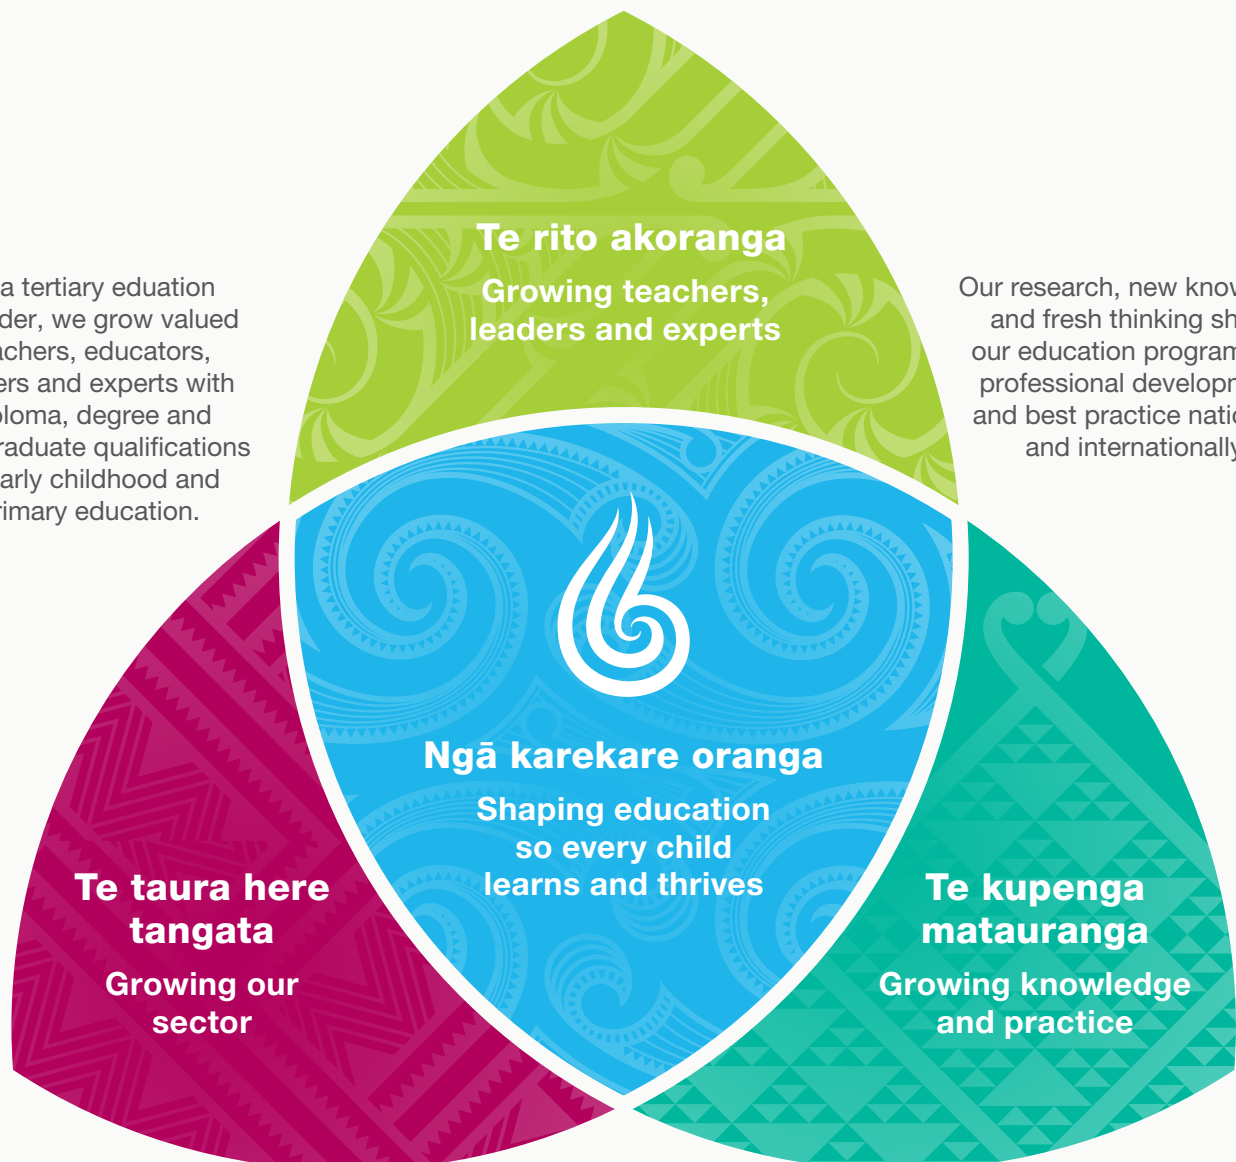 Te rito akoranga
Growing teachers,
leaders and experts
a tertiary eduation
der, we grow valued
achers, educators,
ers and experts with
ploma, degree and
raduate qualifications
arly childhood and
rimary education.
Our research, new know
and fresh thinking sh
our education program
professional developm
and best practice natio
and internationally
Ngā karekare oranga
Shaping education
so every child
learns and thrives
Te taura here
tangata
Growing our
sector
Te kupenga
matauranga
Growing knowledge
and practice